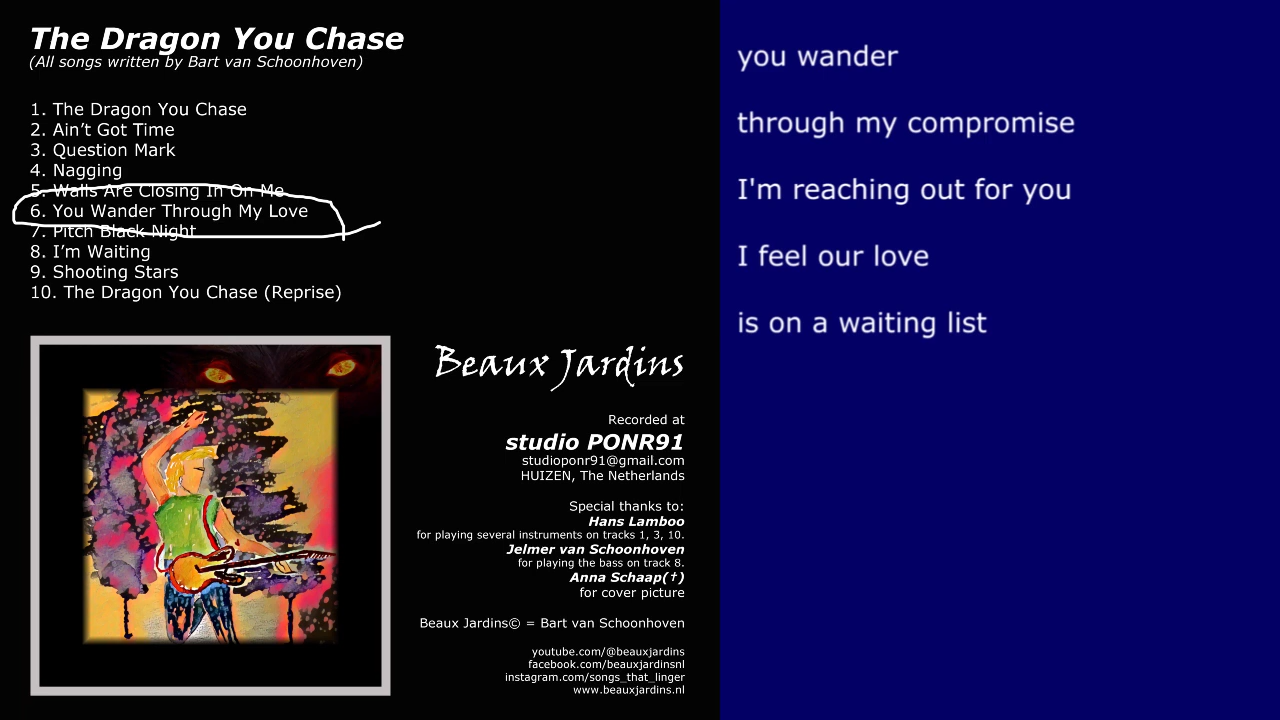 The Dragon You Chase
(All songs written by Bart van Schoonhoven)
1. The Dragon You Chase
2. Ain’t Got Time
3. Question Mark
4. Nagging
5. Walls Are Closing In On Me
6. You Wander Through My Love
7. Pitch Black Night
8. I’m Waiting
9. Shooting Stars
10. The Dragon You Chase (Reprise)
Beaux Jardins
Recorded at
studio PONR91
studioponr91@gmail.com
HUIZEN, The Netherlands
Special thanks to:
Hans Lamboo
for playing several instruments on tracks 1, 3, 10.
Jelmer van Schoonhoven
for playing the bass on track 8.
Anna Schaap(†)
for cover picture
Beaux Jardins© = Bart van Schoonhoven
youtube.com/@beauxjardins
facebook.com/beauxjardinsnl
instagram.com/songs_that_linger
www.beauxjardins.nl
you wander
through my compromise
I'm reaching out for you
I feel our love
is on a waiting list